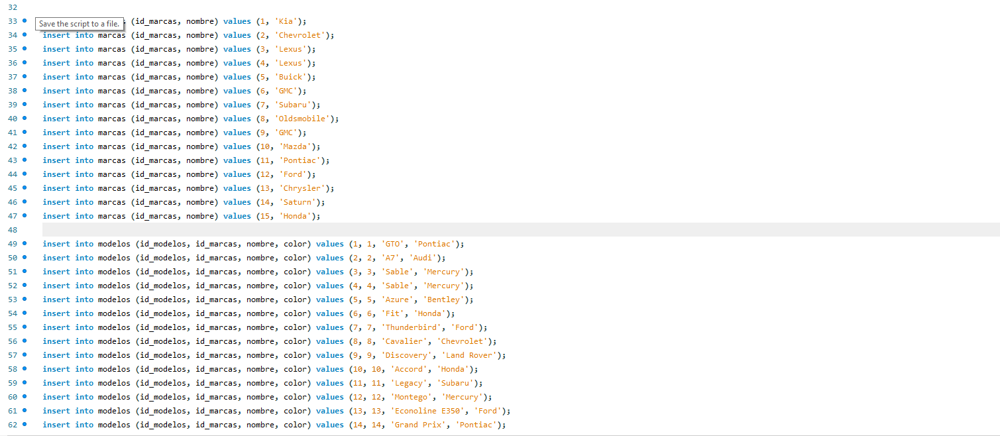 32
33 Save the script to a file. (id_marcas, nombre) values (1, 'Kia');
34 insert into marcas (id_marcas, nombre) values (2, 'Chevrolet');
35 insert into marcas (id_marcas, nombre) values (3, 'Lexus');
36 insert into marcas (id_marcas, nombre) values (4, 'Lexus');
37 insert into marcas (id_marcas, nombre) values (5, 'Buick');
38 insert into marcas (id_marcas, nombre) values (6, 'GMC');
39 insert into marcas (id_marcas, nombre) values (7, 'Subaru');
40 insert into marcas (id_marcas, nombre) values (8, 'Oldsmobile');
41 insert into marcas (id_marcas, nombre) values (9, 'GMC');
42 insert into marcas (id_marcas, nombre) values (10, 'Mazda');
43 insert into marcas (id_marcas, nombre) values (11, 'Pontiac');
44 insert into marcas (id_marcas, nombre) values (12, 'Ford');
45 insert into marcas (id_marcas, nombre) values (13, 'Chrysler');
46 insert into marcas (id_marcas, nombre) values (14, 'Saturn');
47 insert into marcas (id_marcas, nombre) values (15, 'Honda');
48
49 insert into modelos (id_modelos, id_marcas, nombre, color) values (1, 1, 'GTO', 'Pontiac');
50 insert into modelos (id_modelos, id_marcas, nombre, color) values (2, 2, 'A7', 'Audi');
51 insert into modelos (id_modelos, id_marcas, nombre, color) values (3, 3, 'Sable', 'Mercury');
52 insert into modelos (id_modelos, id_marcas, nombre, color) values (4, 4, 'Sable', 'Mercury');
53 insert into modelos (id_modelos, id_marcas, nombre, color) values (5, 5, 'Azure', 'Bentley');
54 insert into modelos (id_modelos, id_marcas, nombre, color) values (6, 6, 'Fit', 'Honda');
55 insert into modelos (id_modelos, id_marcas, nombre, color) values (7, 7, 'Thunderbird', 'Ford');
56 insert into modelos (id_modelos, id_marcas, nombre, color) values (8, 8, 'Cavalier', 'Chevrolet');
57 insert into modelos (id_modelos, id_marcas, nombre, color) values (9, 9, 'Discovery', 'Land Rover');
58 insert into modelos (id_modelos, id_marcas, nombre, color) values (10, 10, 'Accord', 'Honda');
59 insert into modelos (id_modelos, id_marcas, nombre, color) values (11, 11, 'Legacy', 'Subaru');
60 insert into modelos (id_modelos, id_marcas, nombre, color) values (12, 12, 'Montego', 'Mercury');
61 insert into modelos (id_modelos, id_marcas, nombre, color) values (13, 13, 'Econoline E350', 'Ford');
62 insert into modelos (id_modelos, id_marcas, nombre, color) values (14, 14, 'Grand Prix', 'Pontiac');